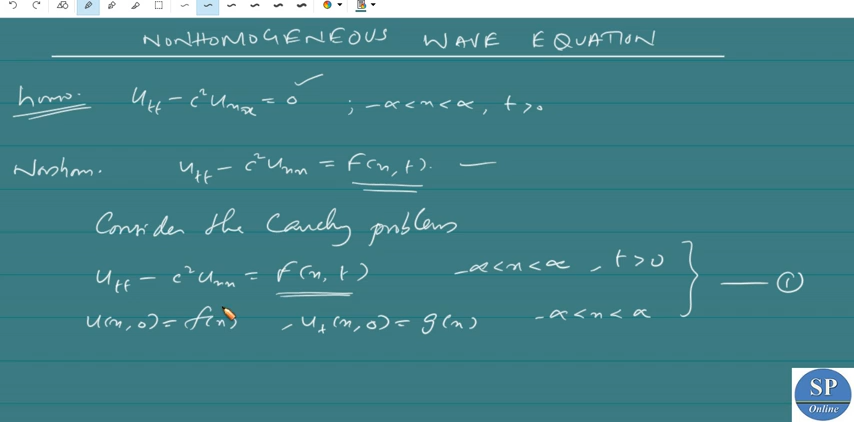 NONHOMOGENEOUS WAVE EQUATION
homo. u_tt - c²u_xx = 0 ; -∞ < x < ∞, t > 0
Nonhom. u_tt - c²u_xx = F(x, t).
Consider the Cauchy problem
u_tt - c²u_xx = F(x, t) -∞ < x < ∞, t > 0
u(x, 0) = f(x), u_t(x, 0) = g(x) -∞ < x < ∞ ①
SP
Online